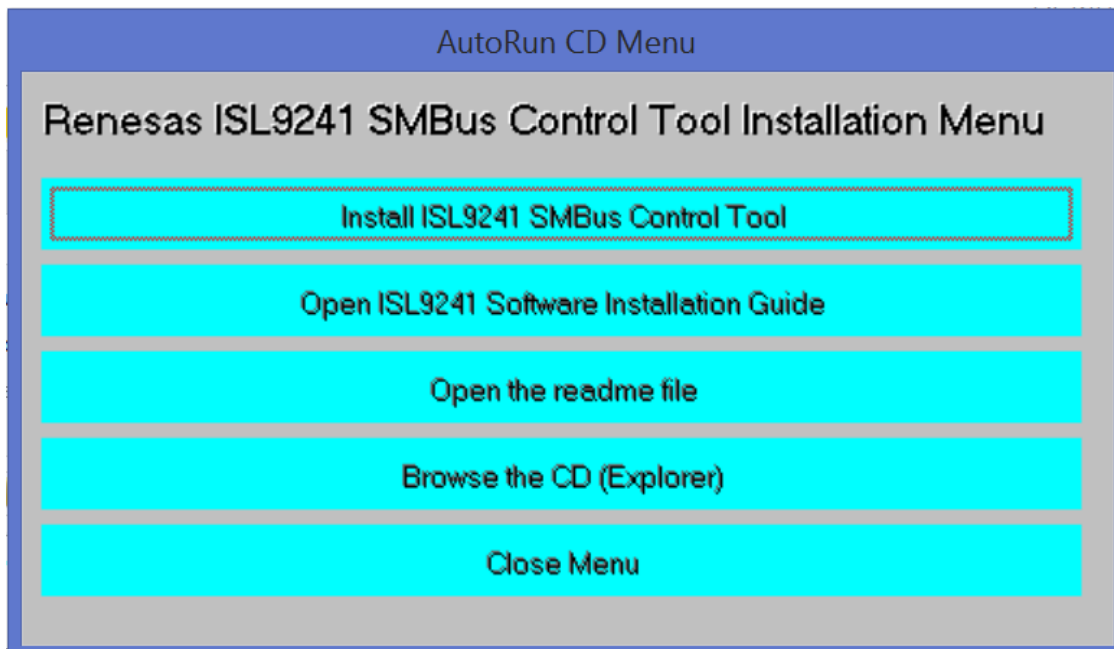 AutoRun CD Menu
Renesas ISL9241 SMBus Control Tool Installation Menu
Install ISL9241 SMBus Control Tool
Open ISL9241 Software Installation Guide
Open the readme file
Browse the CD (Explorer)
Close Menu